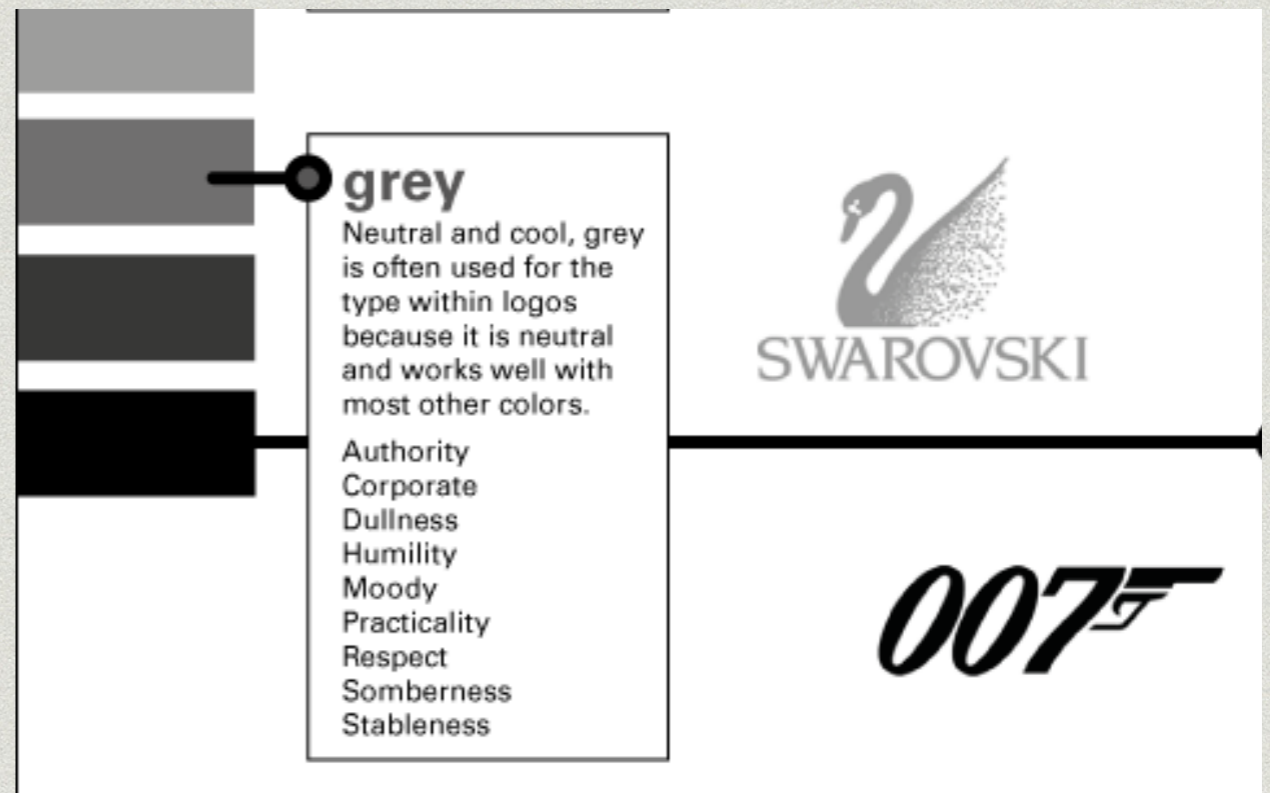 grey
Neutral and cool, grey
is often used for the
type within logos
because it is neutral
and works well with
most other colors.
Authority
Corporate
Dullness
Humility
Moody
Practicality
Respect
Somberness
Stableness
SWAROVSKI
007